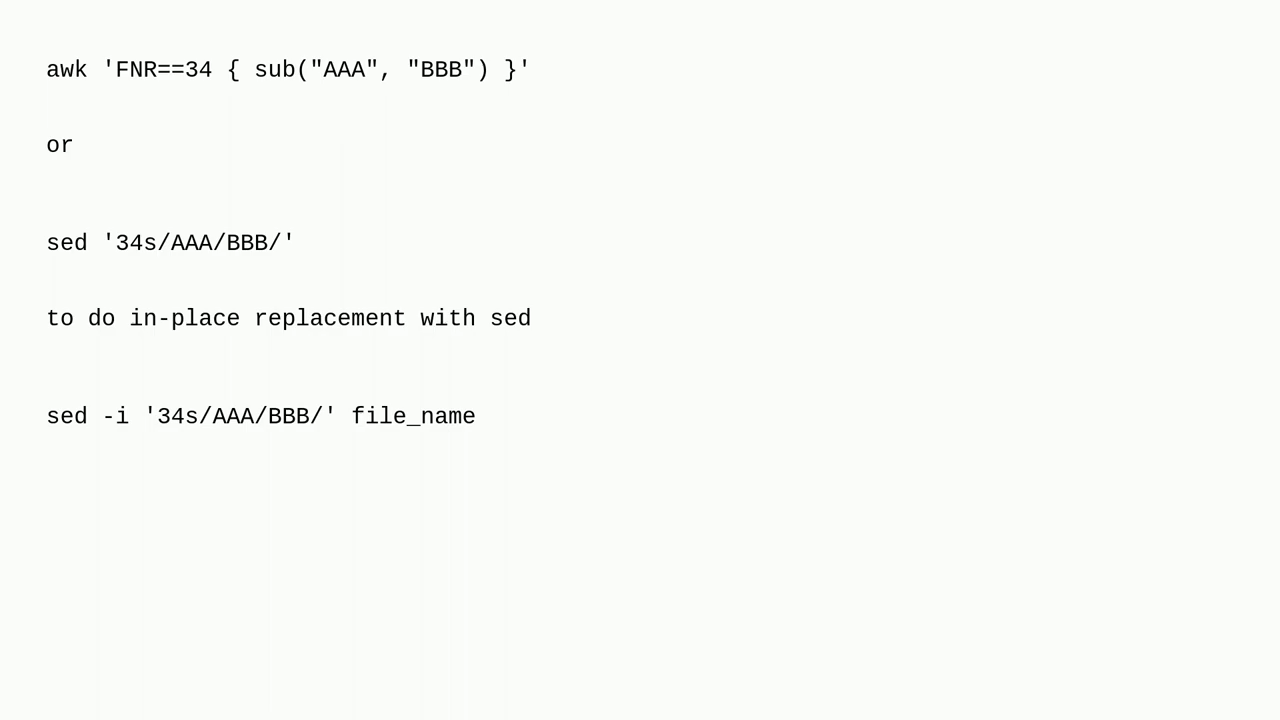 awk 'FNR==34 { sub("AAA", "BBB") }'
or
sed '34s/AAA/BBB/'
to do in-place replacement with sed
sed -i '34s/AAA/BBB/' file_name